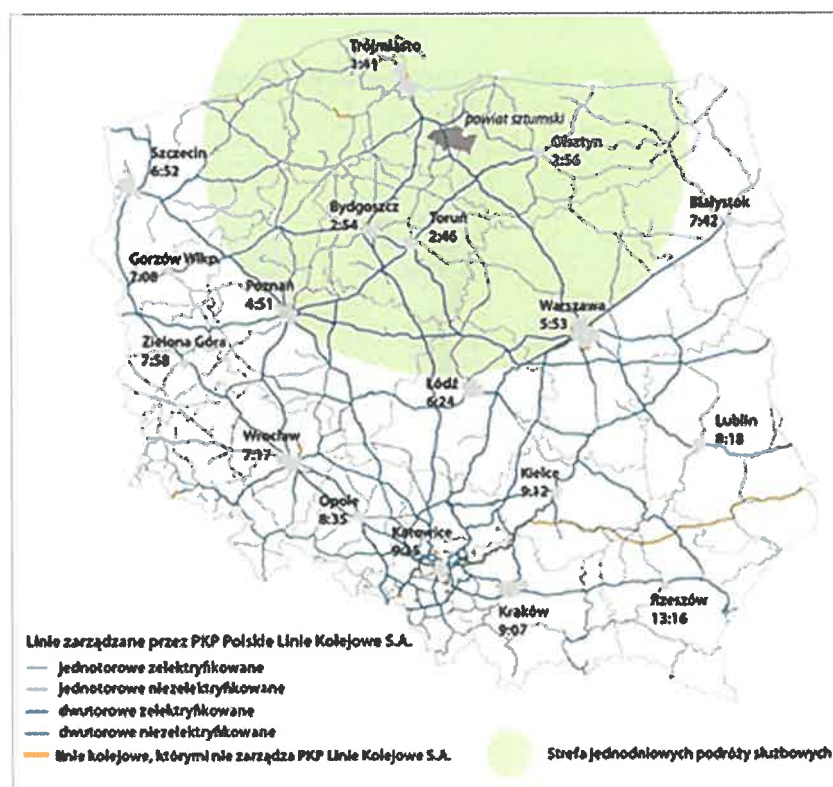 Trójmiasto
powiat sztumski
Olsztyn
2:56
Szczecin
6:52
Białystok
7:42
Bydgoszcz
2:54
Toruń
2:46
Gorzów Wlkp.
7:08
Poznań
4:51
Warszawa
5:53
Zielona Góra
7:58
Łódź
6:24
Lublin
8:18
Wrocław
7:17
Kielce
9:12
Opole
8:35
Katowice
Kraków
9:07
Rzeszów
13:16
Linie zarządzane przez PKP Polskie Linie Kolejowe S.A.
jednotorowe zelektryfikowane
jednotorowe niezelektryfikowane
dwutorowe zelektryfikowane
dwutorowe niezelektryfikowane
linie kolejowe, którymi nie zarządza PKP Linie Kolejowe S.A.
Strefa jednodniowych podróży służbowych